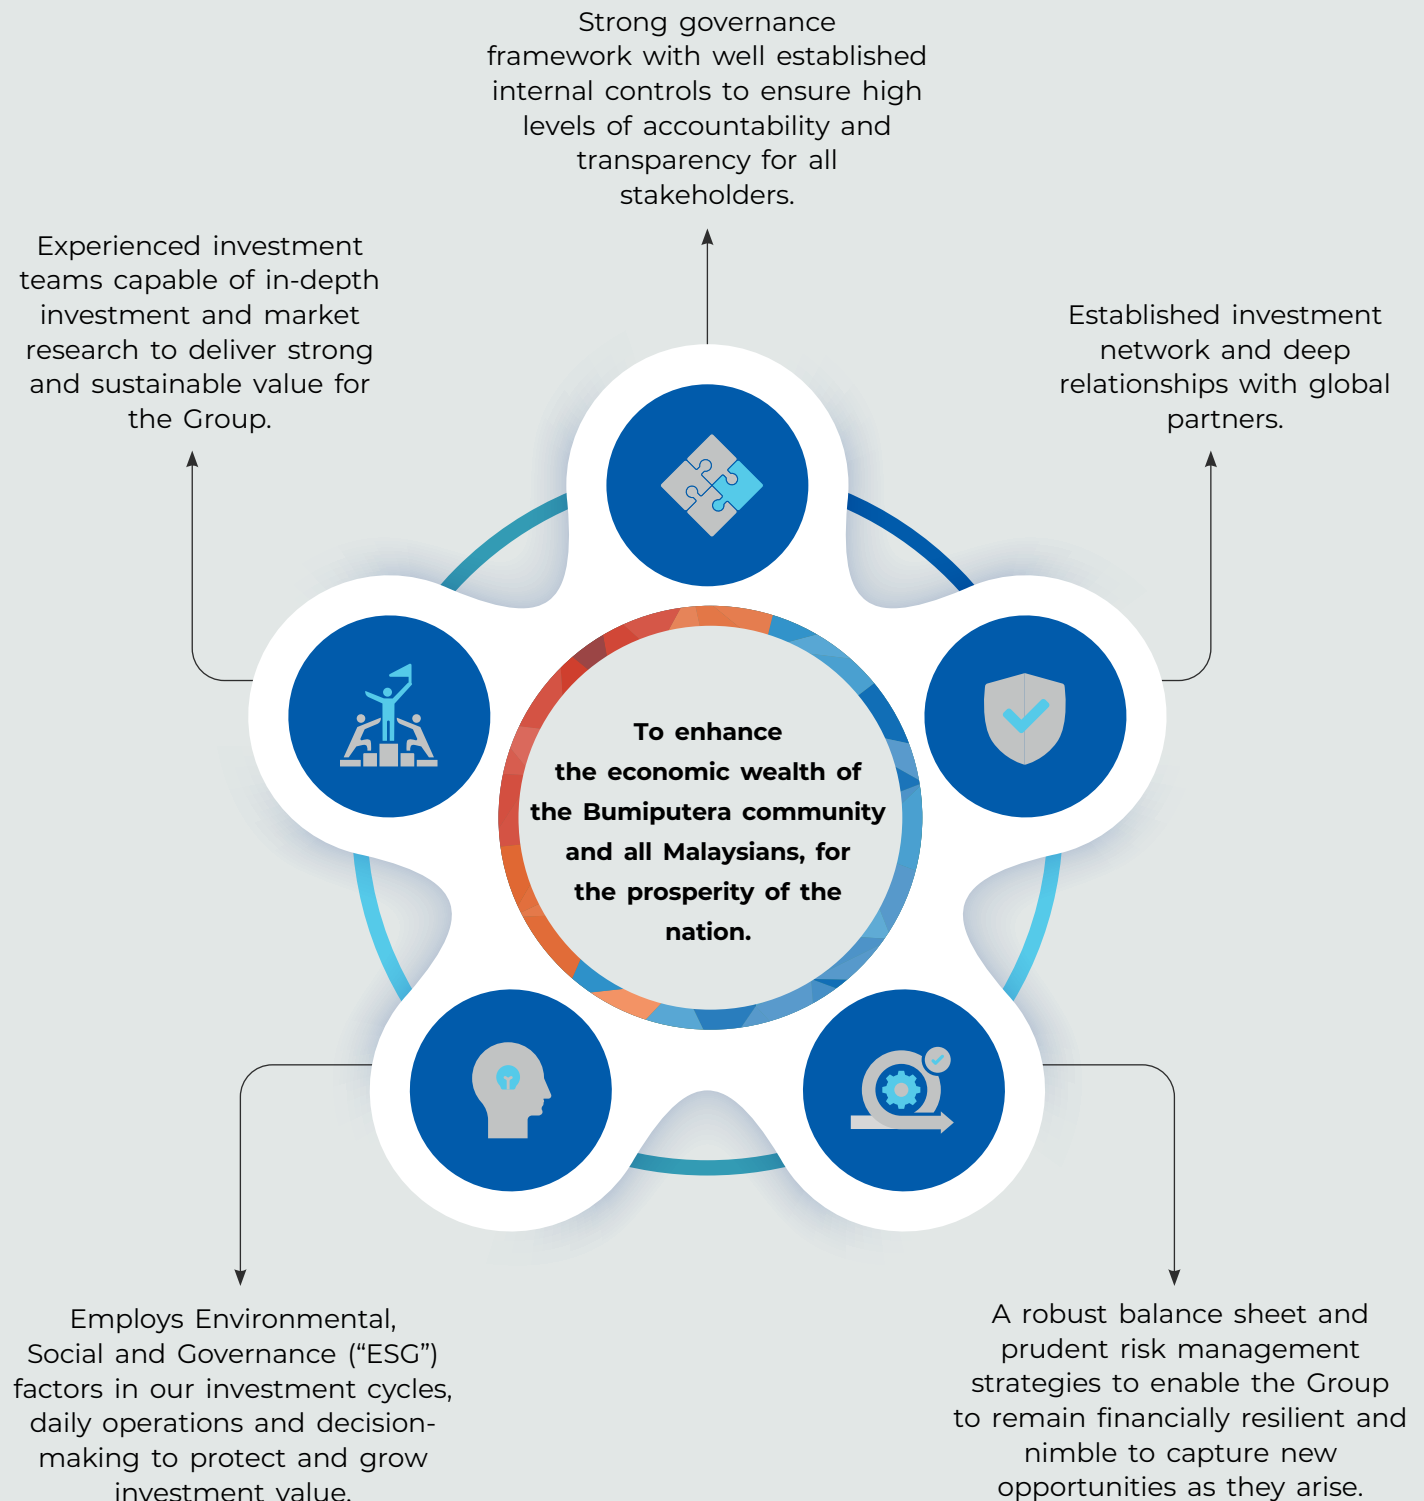 Strong governance
framework with well established
internal controls to ensure high
levels of accountability and
transparency for all
stakeholders.
Experienced investment
teams capable of in-depth
investment and market
research to deliver strong
and sustainable value for
the Group.
Established investment
network and deep
relationships with global
partners.
To enhance
the economic wealth of
the Bumiputera community
and all Malaysians, for
the prosperity of the
nation.
Employs Environmental,
Social and Governance (“ESG”)
factors in our investment cycles,
daily operations and decision-
making to protect and grow
investment value.
A robust balance sheet and
prudent risk management
strategies to enable the Group
to remain financially resilient and
nimble to capture new
opportunities as they arise.